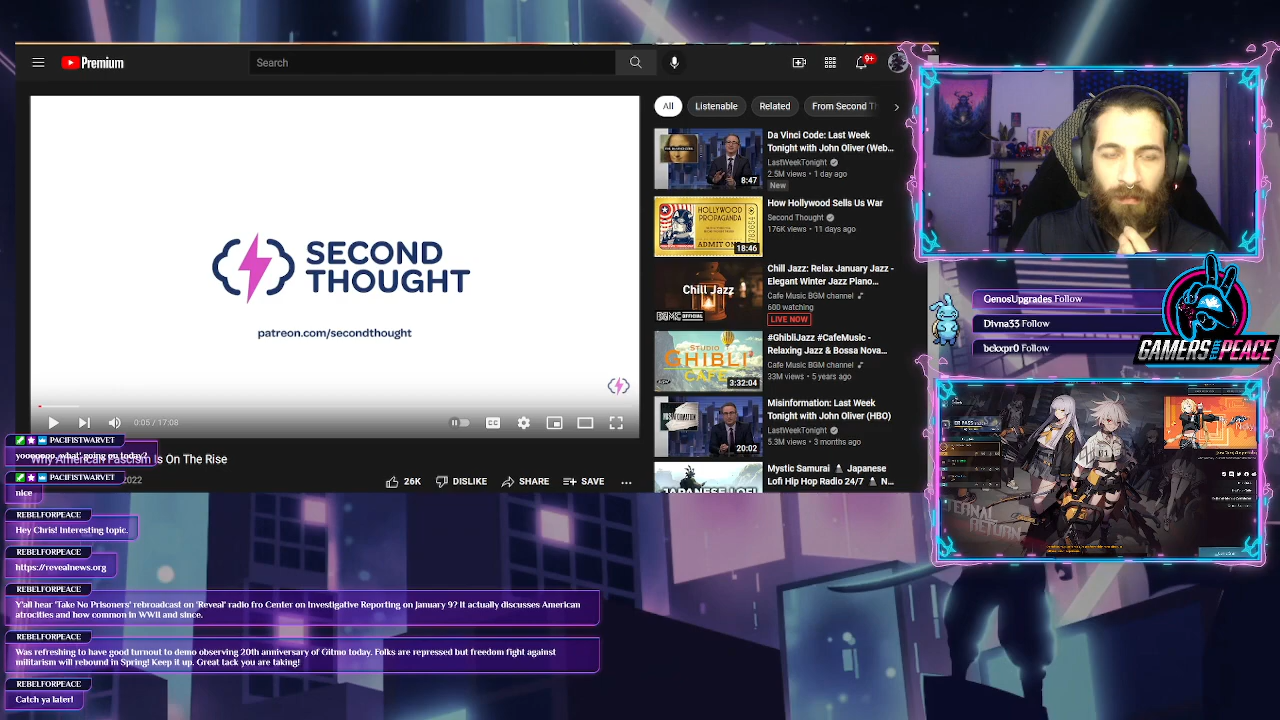 Premium
Search
9+
SECOND
THOUGHT
patreon.com/secondthought
0:05 / 17:08
CC
Is On The Rise
2022
26K
DISLIKE
SHARE
SAVE
All
Listenable
Related
From Second Th
Da Vinci Code: Last Week
Tonight with John Oliver (Web...
LastWeekTonight
2.5M views • 1 day ago
New
8:47
How Hollywood Sells Us War
Second Thought
176K views • 11 days ago
HOLLYWOOD
PROPAGANDA
18:46
Chill Jazz: Relax January Jazz -
Elegant Winter Jazz Piano...
Cafe Music BGM channel
600 watching
LIVE NOW
Chill Jazz
#GhibliJazz #CafeMusic -
Relaxing Jazz & Bossa Nova...
Cafe Music BGM channel
33M views • 5 years ago
STUDIO
GHIBLI
CAFE
3:32:04
Misinformation: Last Week
Tonight with John Oliver (HBO)
LastWeekTonight
5.3M views • 3 months ago
20:02
Mystic Samurai Japanese
Lofi Hip Hop Radio 24/7 N...
GenosUpgrades Follow
Divna33 Follow
bckxpr0 Follow
GAMERS FOR PEACE
PACIFISTWARVET
PACIFISTWARVET
nice
REBELFORPEACE
Hey Chris! Interesting topic.
REBELFORPEACE
https://revealnews.org
REBELFORPEACE
Y'all hear 'Take No Prisoners' rebroadcast on 'Reveal' radio fro Center on Investigative Reporting on January 9? It actually discusses American
atrocities and how common in WWII and since.
REBELFORPEACE
Was refreshing to have good turnout to demo observing 20th anniversary of Gitmo today. Folks are repressed but freedom fight against
militarism will rebound in Spring! Keep it up. Great tack you are taking!
REBELFORPEACE
Catch ya later!